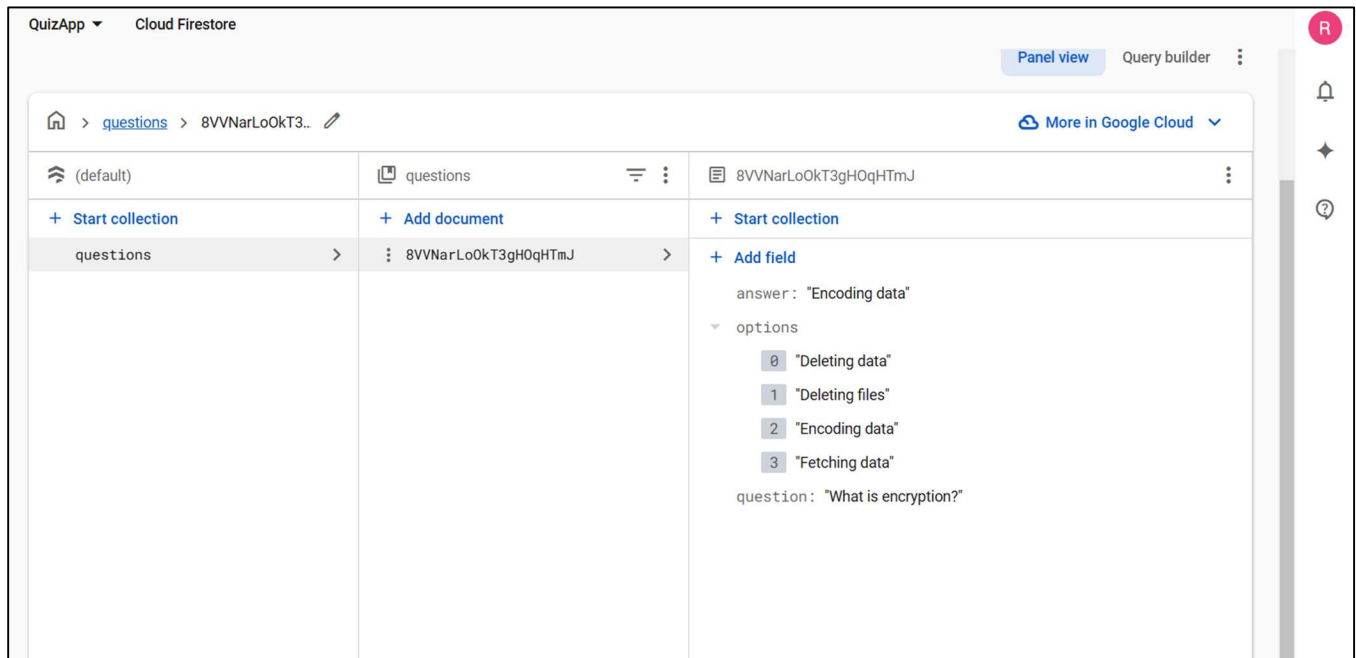 QuizApp Cloud Firestore
R
Panel view Query builder
questions > 8VVNarLoOkT3…
More in Google Cloud
(default)
questions
8VVNarLoOkT3gHOqHTmJ
+ Start collection
+ Add document
+ Start collection
questions
8VVNarLoOkT3gHOqHTmJ
+ Add field
answer: "Encoding data"
options
0 "Deleting data"
1 "Deleting files"
2 "Encoding data"
3 "Fetching data"
question: "What is encryption?"